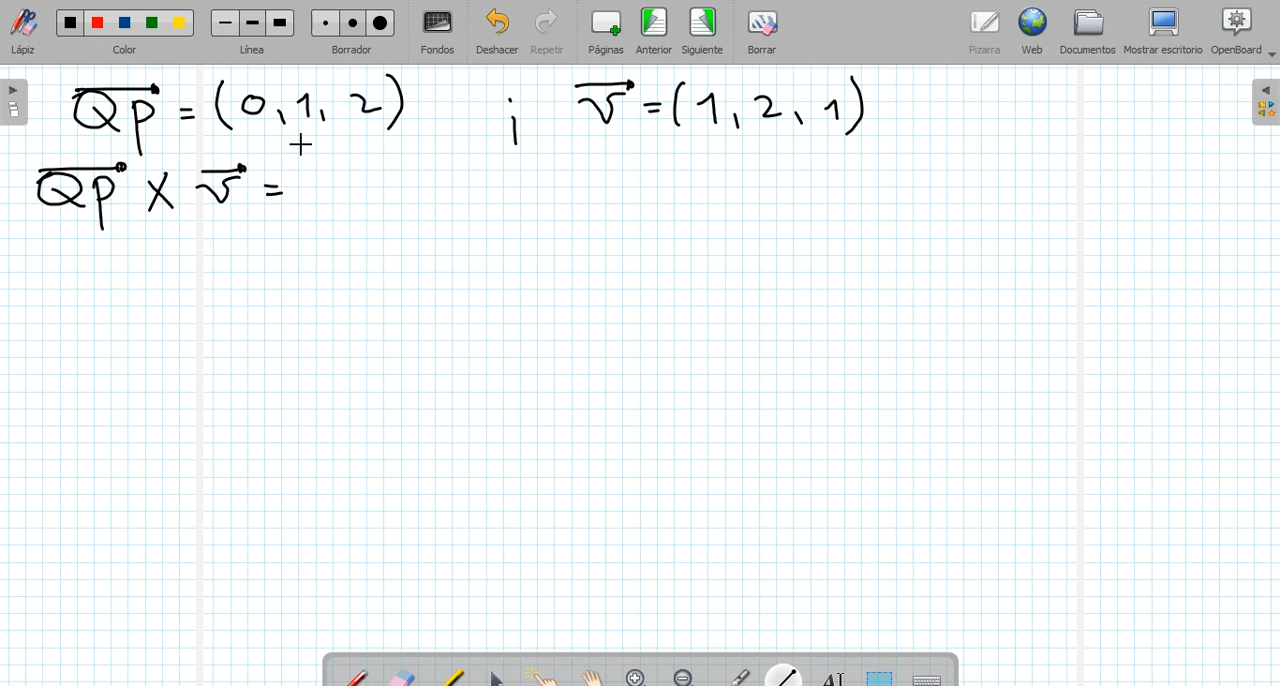 Lápiz Color Línea Borrador Fondos Deshacer Repetir Páginas Anterior Siguiente Borrar Pizarra Web Documentos Mostrar escritorio OpenBoard
QP = (0, 1, 2) i v = (1, 2, 1)
QP X v =